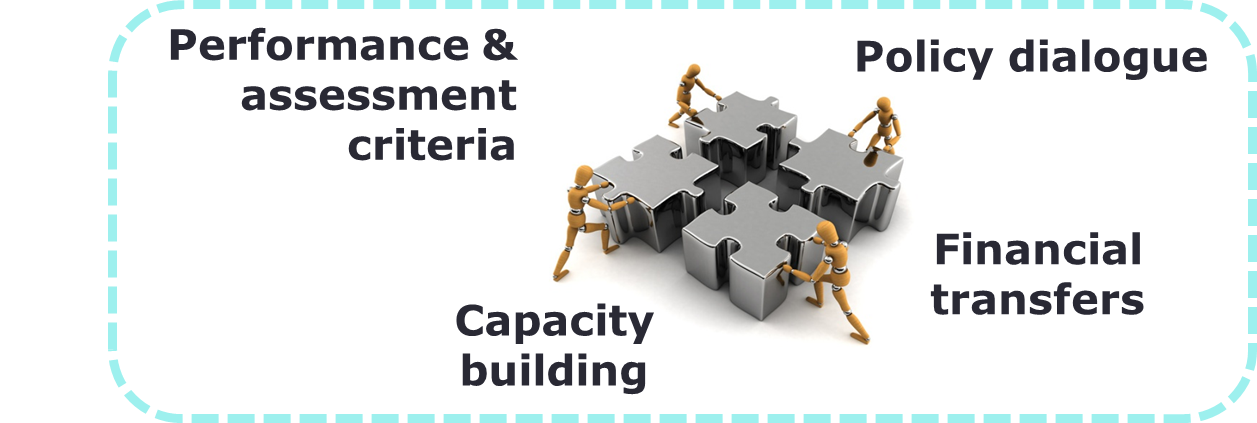 Performance &
assessment
criteria
Policy dialogue
Financial
transfers
Capacity
building